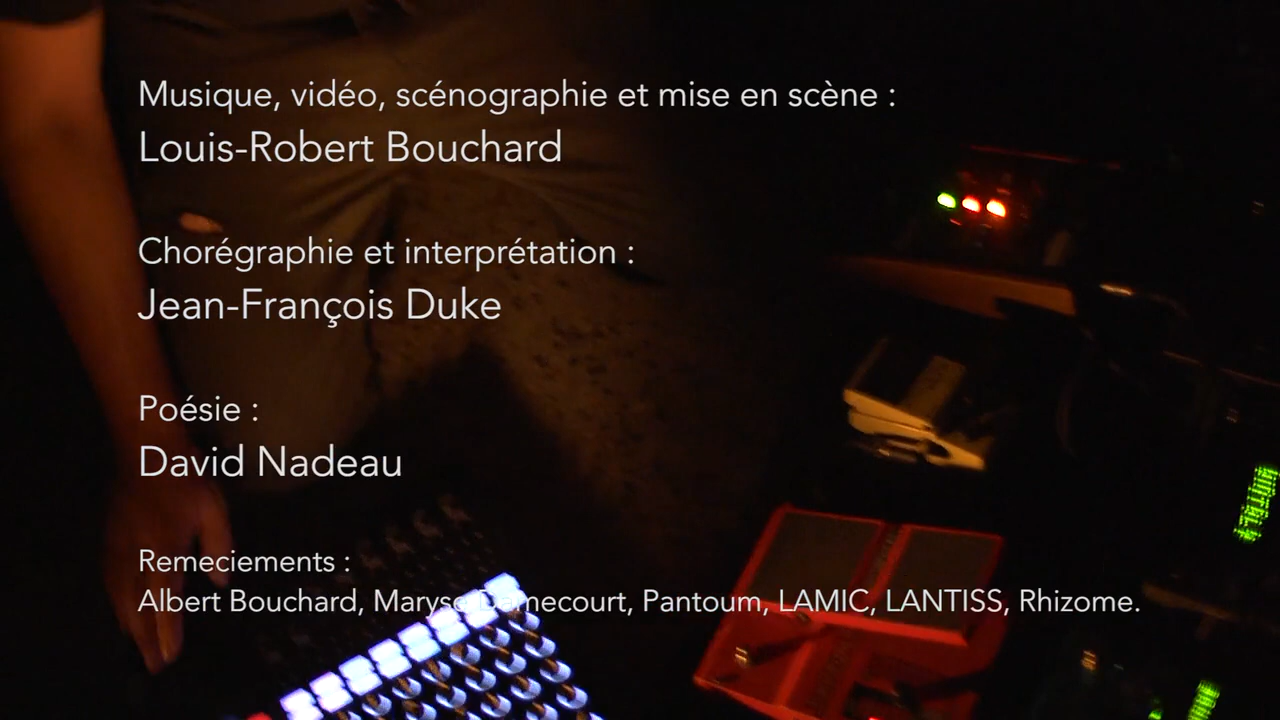 Musique, vidéo, scénographie et mise en scène :
Louis-Robert Bouchard
Chorégraphie et interprétation :
Jean-François Duke
Poésie :
David Nadeau
Remeciements :
Albert Bouchard, Maryse Damecourt, Pantoum, LAMIC, LANTISS, Rhizome.